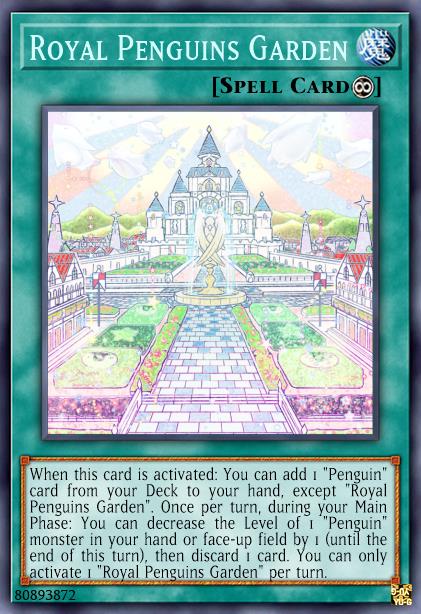 ROYAL PENGUINS GARDEN
魔
[SPELL CARD]
When this card is activated: You can add 1 "Penguin"
card from your Deck to your hand, except "Royal
Penguins Garden". Once per turn, during your Main
Phase: You can decrease the Level of 1 "Penguin"
monster in your hand or face-up field by 1 (until the
end of this turn), then discard 1 card. You can only
activate 1 "Royal Penguins Garden" per turn.
80893872